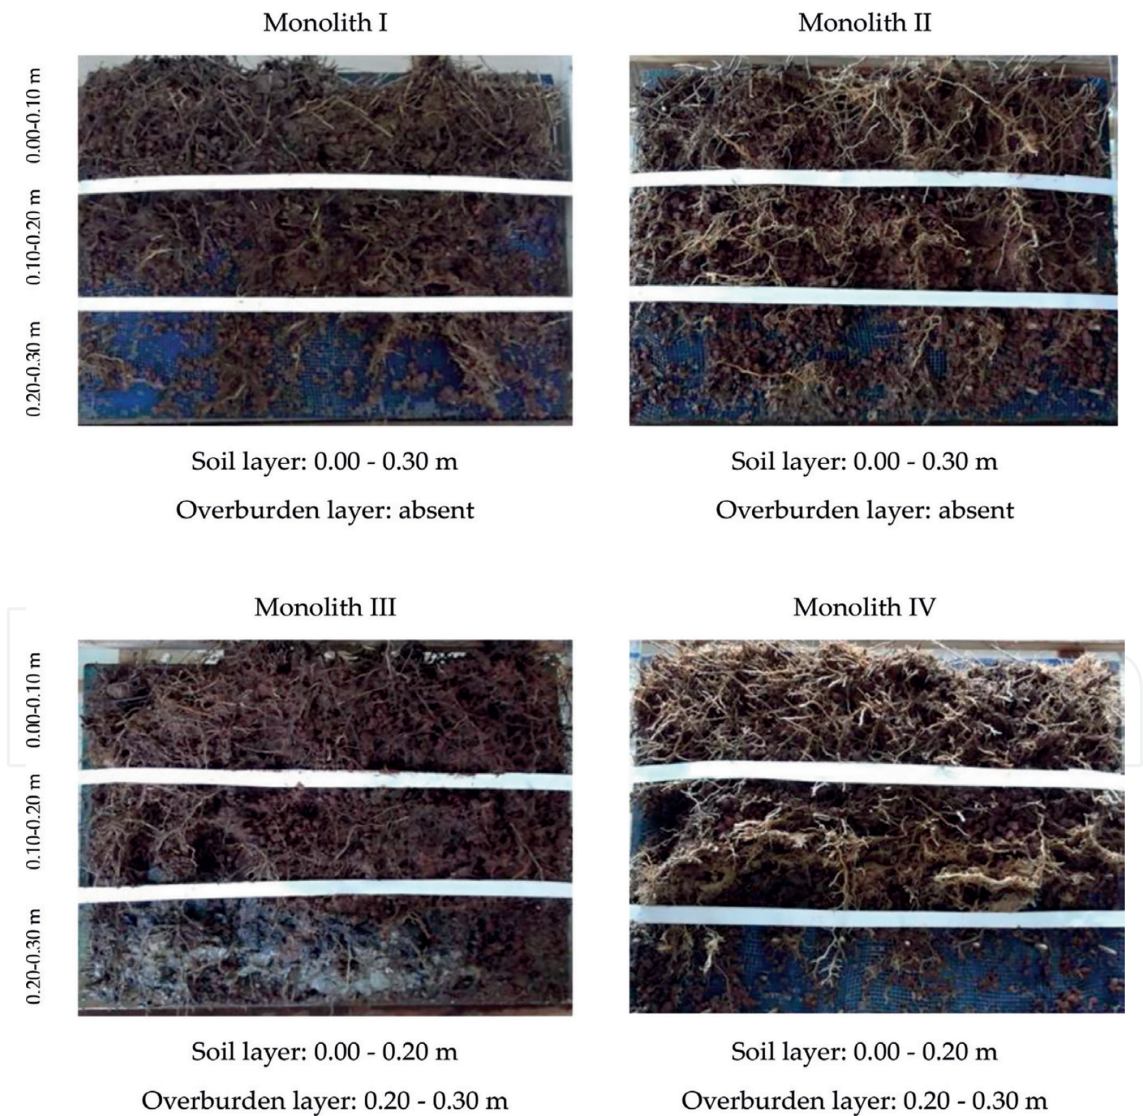 Monolith I
Monolith II
0.00-0.10 m
0.10-0.20 m
0.20-0.30 m
Soil layer: 0.00 - 0.30 m
Soil layer: 0.00 - 0.30 m
Overburden layer: absent
Overburden layer: absent
Monolith III
Monolith IV
0.00-0.10 m
0.10-0.20 m
0.20-0.30 m
Soil layer: 0.00 - 0.20 m
Soil layer: 0.00 - 0.20 m
Overburden layer: 0.20 - 0.30 m
Overburden layer: 0.20 - 0.30 m